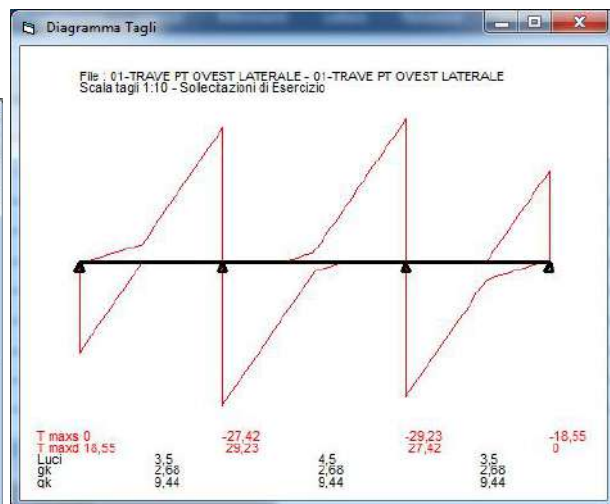 Diagramma Tagli
File : 01-TRAVE PT OVEST LATERALE - 01-TRAVE PT OVEST LATERALE
Scala tagli 1:10 - Sollecitazioni di Esercizio
T maxs 0 -27,42 -29,23 -18,55
T maxd 18,55 29,23 27,42 0
Luci 3,5 4,5 3,5
gk 2,68 2,68 2,68
qk 9,44 9,44 9,44